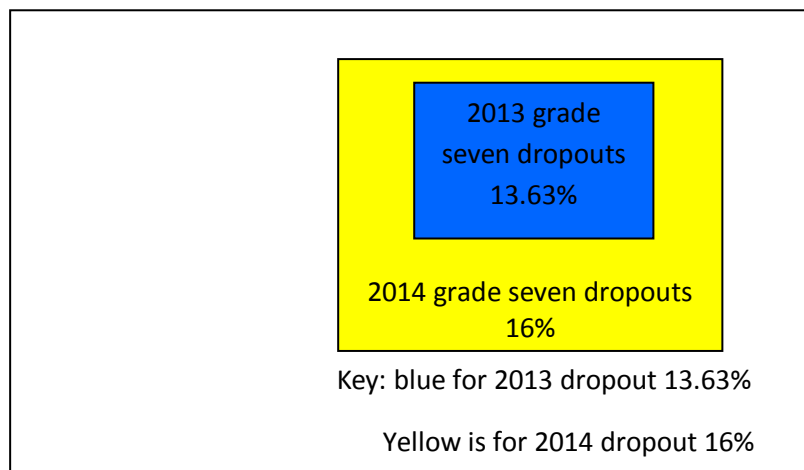 2013 grade
seven dropouts
13.63%
2014 grade seven dropouts
16%
Key: blue for 2013 dropout 13.63%
Yellow is for 2014 dropout 16%